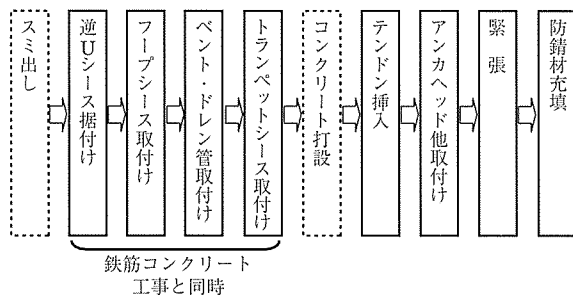 スミ出し
逆Uシース据付け
フープシース取付け
ベント・ドレン管取付け
トランペットシース取付け
コンクリート打設
テンドン挿入
アンカヘッド他取付け
緊 張
防錆材充填
鉄筋コンクリート
工事と同時